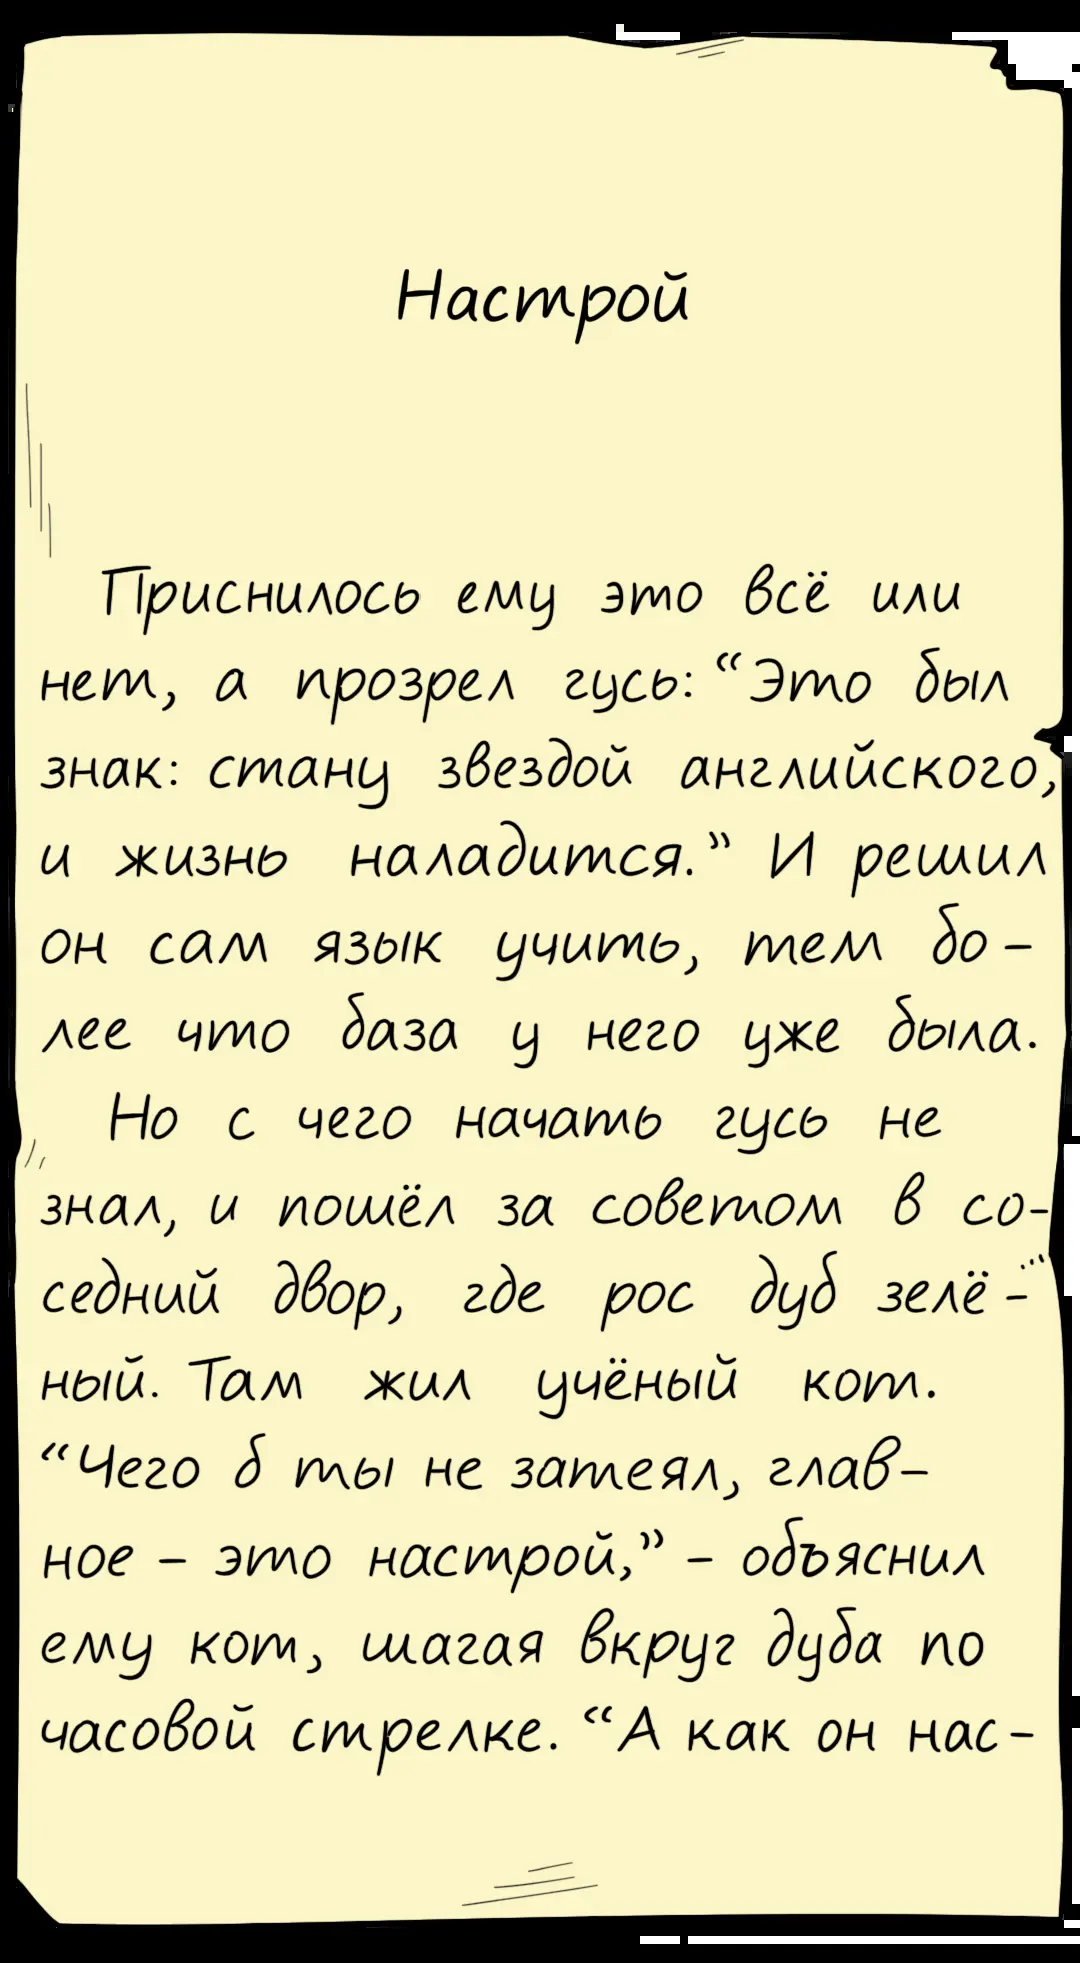 Настрой
Приснилось ему это всё или
нет, а прозрел гусь: “Это был
знак: стану звездой английского,
и жизнь наладится.” И решил
он сам язык учить, тем бо-
лее что база у него уже была.
Но с чего начать гусь не
знал, и пошёл за советом в со-
седний двор, где рос дуб зелё-
ный. Там жил учёный кот.
“Чего б ты не затеял, глав-
ное – это настрой,” – объяснил
ему кот, шагая вкруг дуба по
часовой стрелке. “А как он нас-